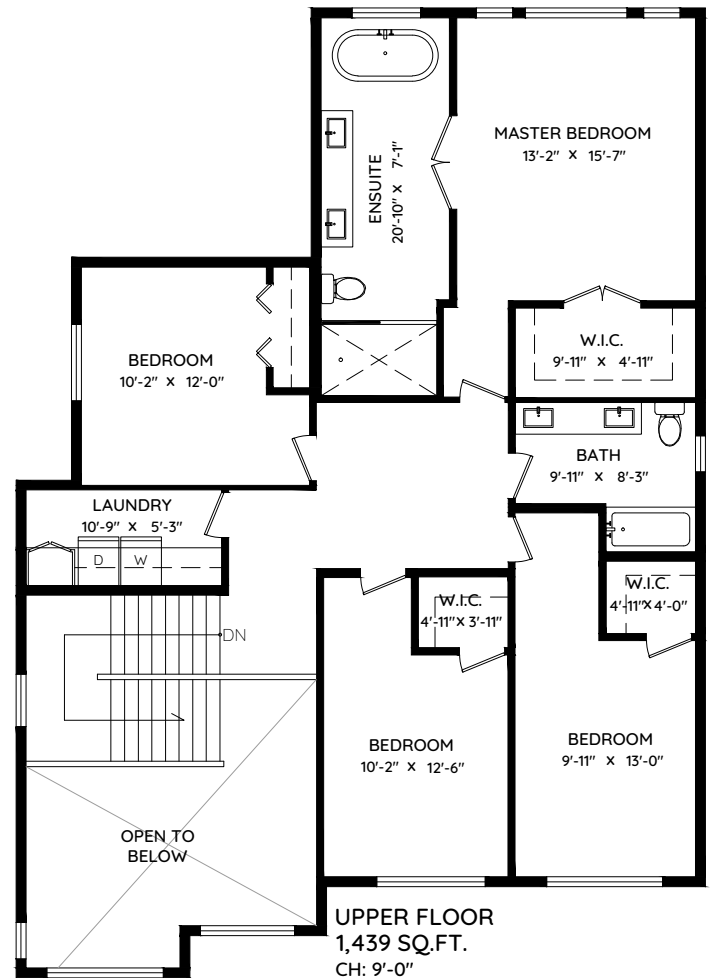 MASTER BEDROOM
13'-2" x 15'-7"
ENSUITE
20'-10" x 7'-1"
W.I.C.
9'-11" x 4'-11"
BEDROOM
10'-2" x 12'-0"
BATH
9'-11" x 8'-3"
LAUNDRY
10'-9" x 5'-3"
D
W
W.I.C.
4'-11" x 3'-11"
W.I.C.
4'-11" x 4'-0"
DN
BEDROOM
10'-2" x 12'-6"
BEDROOM
9'-11" x 13'-0"
OPEN TO
BELOW
UPPER FLOOR
1,439 SQ.FT.
CH: 9'-0"